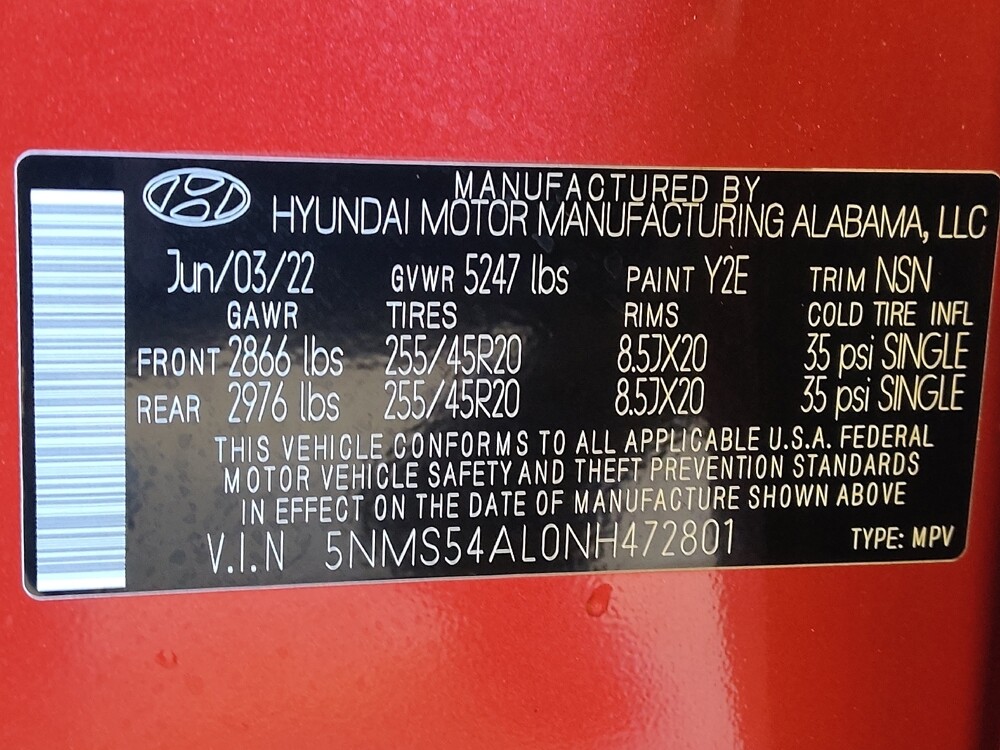 MANUFACTURED BY
HYUNDAI MOTOR MANUFACTURING ALABAMA, LLC
Jun/03/22 GVWR 5247 lbs PAINT Y2E TRIM NSN
GAWR TIRES RIMS COLD TIRE INFL
FRONT 2866 lbs 255/45R20 8.5JX20 35 psi SINGLE
REAR 2976 lbs 255/45R20 8.5JX20 35 psi SINGLE
THIS VEHICLE CONFORMS TO ALL APPLICABLE U.S.A. FEDERAL
MOTOR VEHICLE SAFETY AND THEFT PREVENTION STANDARDS
IN EFFECT ON THE DATE OF MANUFACTURE SHOWN ABOVE
V.I.N 5NMS54AL0NH472801 TYPE: MPV